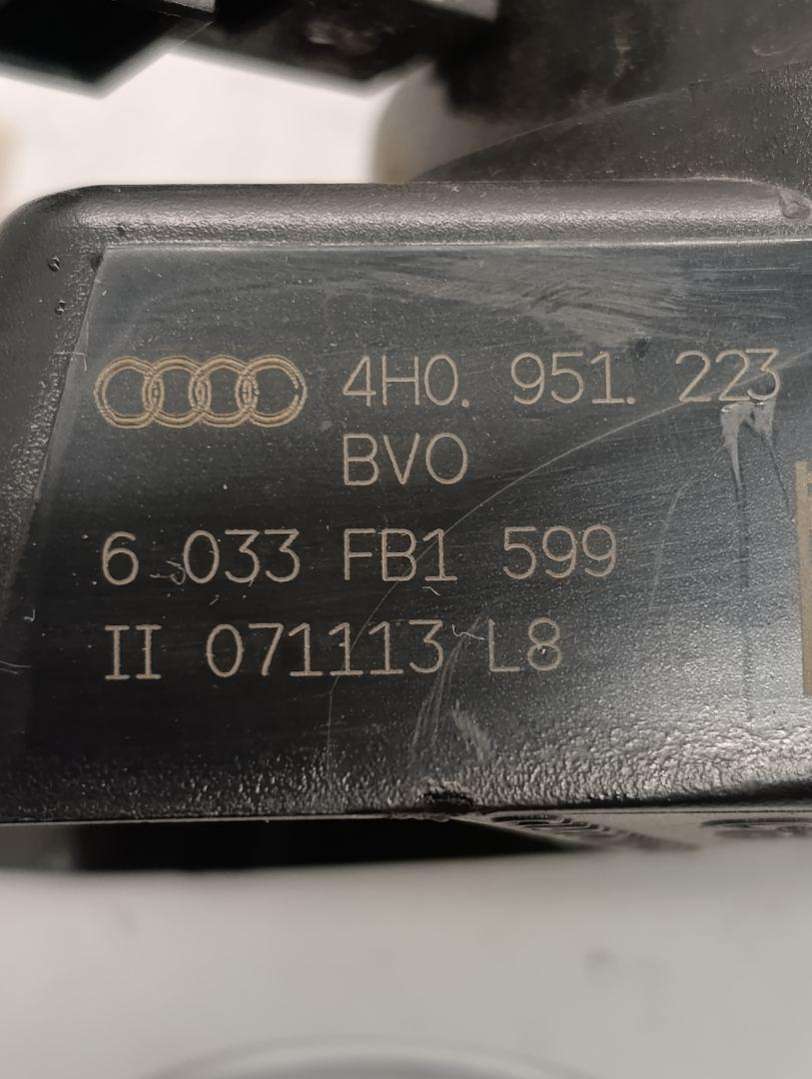 4H0. 951. 223
BVO
6 033 FB1 599
II 071113 L8